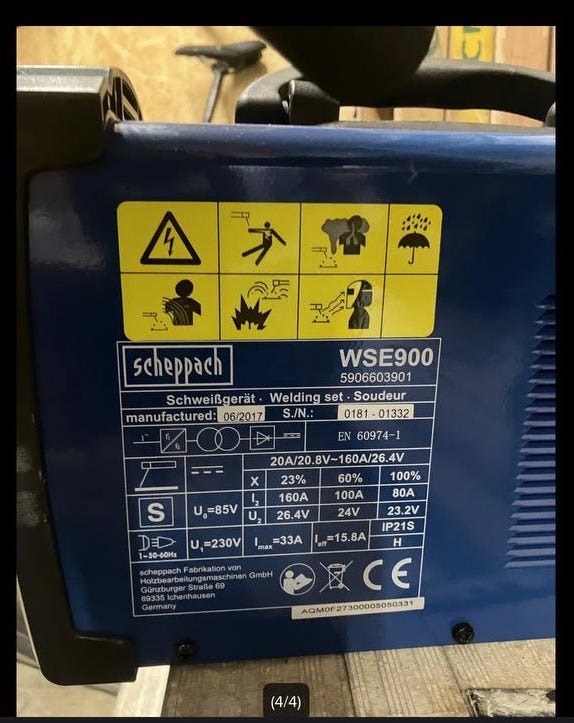 scheppach
WSE900
5906603901
Schweißgerät · Welding set · Soudeur
manufactured: 06/2017 S./N.: 0181 - 01332
EN 60974-1
20A/20.8V~160A/26.4V
X 23% 60% 100%
S U₀=85V I₂ 160A 100A 80A
U₂ 26.4V 24V 23.2V
1~50-60Hz U₁=230V Imax=33A Ieff=15.8A IP21S
H
scheppach Fabrikation von
Holzbearbeitungsmaschinen GmbH
Günzburger Straße 69
89335 Ichenhausen
Germany
CE
AQM0F27300005050331
(4/4)